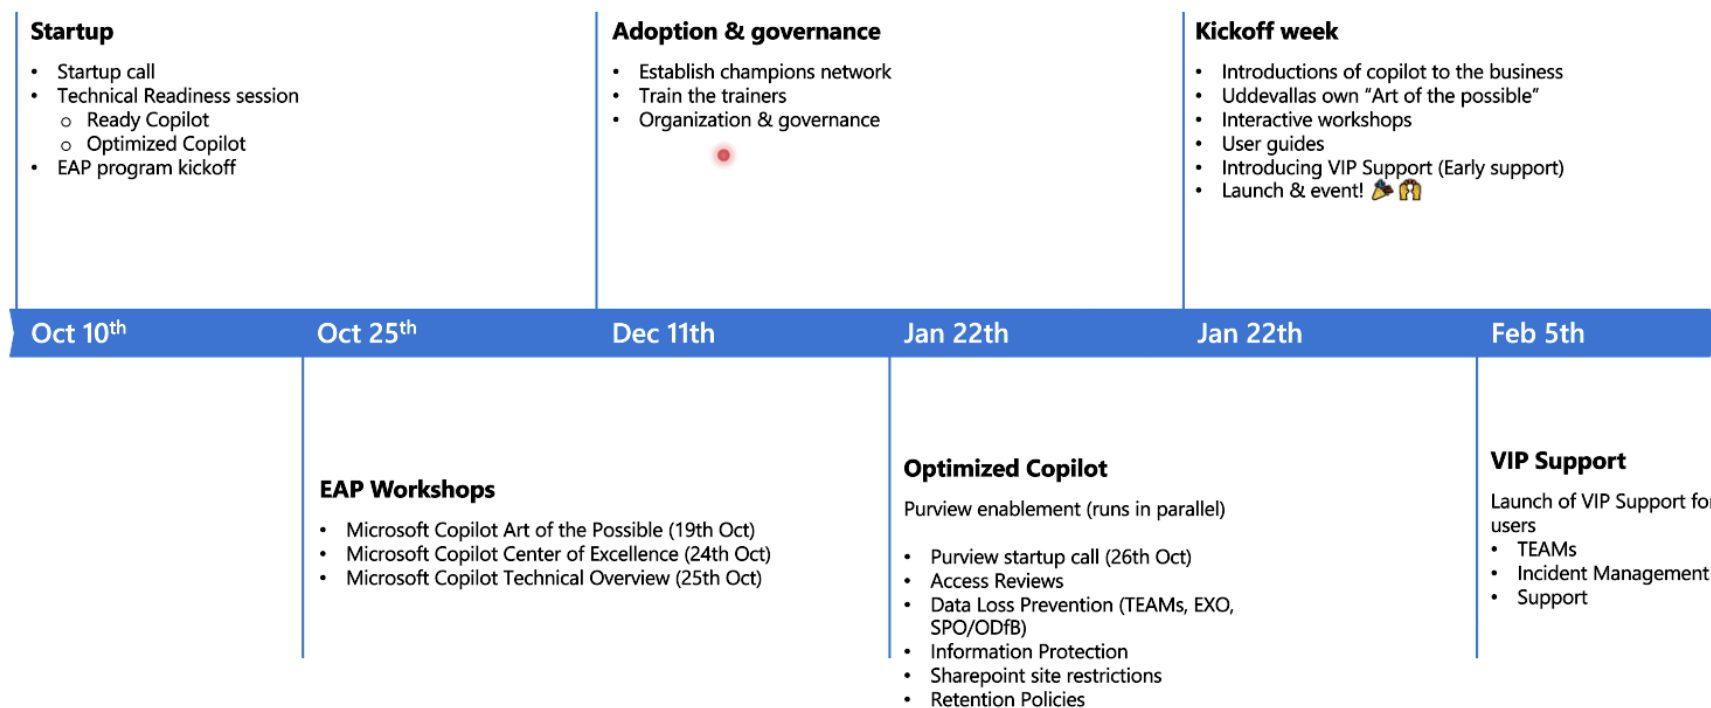 Startup
• Startup call
• Technical Readiness session
o Ready Copilot
o Optimized Copilot
• EAP program kickoff
Adoption & governance
• Establish champions network
• Train the trainers
• Organization & governance
Kickoff week
• Introductions of copilot to the business
• Uddevallas own “Art of the possible”
• Interactive workshops
• User guides
• Introducing VIP Support (Early support)
• Launch & event! 🎉 🙌
Oct 10th
Oct 25th
Dec 11th
Jan 22th
Jan 22th
Feb 5th
EAP Workshops
• Microsoft Copilot Art of the Possible (19th Oct)
• Microsoft Copilot Center of Excellence (24th Oct)
• Microsoft Copilot Technical Overview (25th Oct)
Optimized Copilot
Purview enablement (runs in parallel)
• Purview startup call (26th Oct)
• Access Reviews
• Data Loss Prevention (TEAMs, EXO,
SPO/ODfB)
• Information Protection
• Sharepoint site restrictions
• Retention Policies
VIP Support
Launch of VIP Support for
users
• TEAMs
• Incident Management
• Support